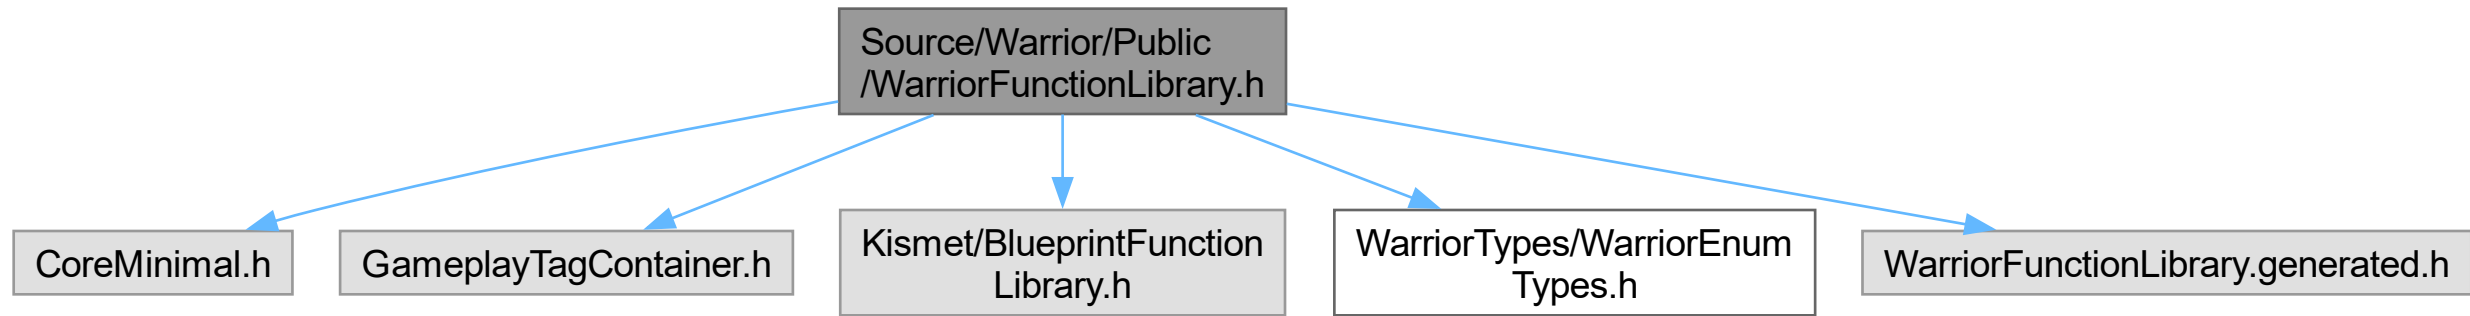 Source/Warrior/Public
/WarriorFunctionLibrary.h
CoreMinimal.h
GameplayTagContainer.h
Kismet/BlueprintFunction
Library.h
WarriorTypes/WarriorEnum
Types.h
WarriorFunctionLibrary.generated.h